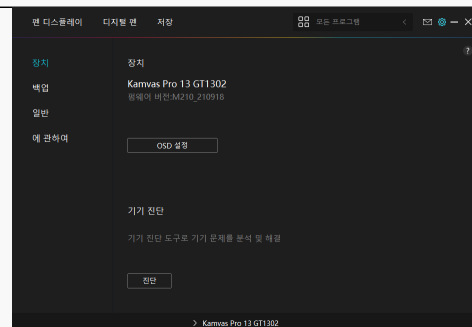 펜 디스플레이 디지털 펜 저장 모든 프로그램
?
장치 장치
백업 Kamvas Pro 13 GT1302
펌웨어 버전:M210_210918
일반
에 관하여
OSD 설정
기기 진단
기기 진단 도구로 기기 문제를 분석 및 해결
진단
Kamvas Pro 13 GT1302